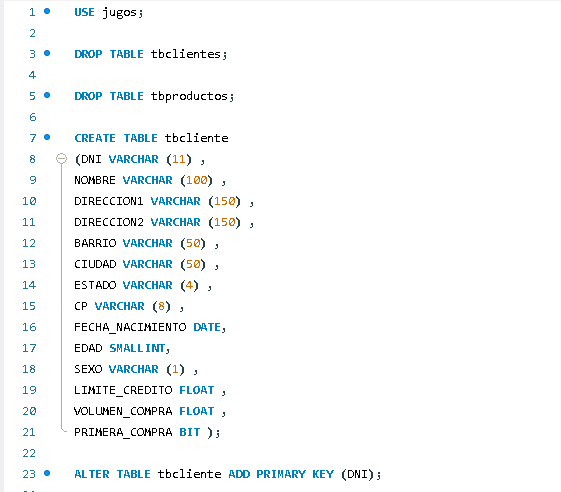 1 USE jugos;
2
3 DROP TABLE tbclientes;
4
5 DROP TABLE tbproductos;
6
7 CREATE TABLE tbcliente
8 (DNI VARCHAR (11) ,
9 NOMBRE VARCHAR (100) ,
10 DIRECCION1 VARCHAR (150) ,
11 DIRECCION2 VARCHAR (150) ,
12 BARRIO VARCHAR (50) ,
13 CIUDAD VARCHAR (50) ,
14 ESTADO VARCHAR (4) ,
15 CP VARCHAR (8) ,
16 FECHA_NACIMIENTO DATE,
17 EDAD SMALLINT,
18 SEXO VARCHAR (1) ,
19 LIMITE_CREDITO FLOAT ,
20 VOLUMEN_COMPRA FLOAT ,
21 PRIMERA_COMPRA BIT );
22
23 ALTER TABLE tbcliente ADD PRIMARY KEY (DNI);